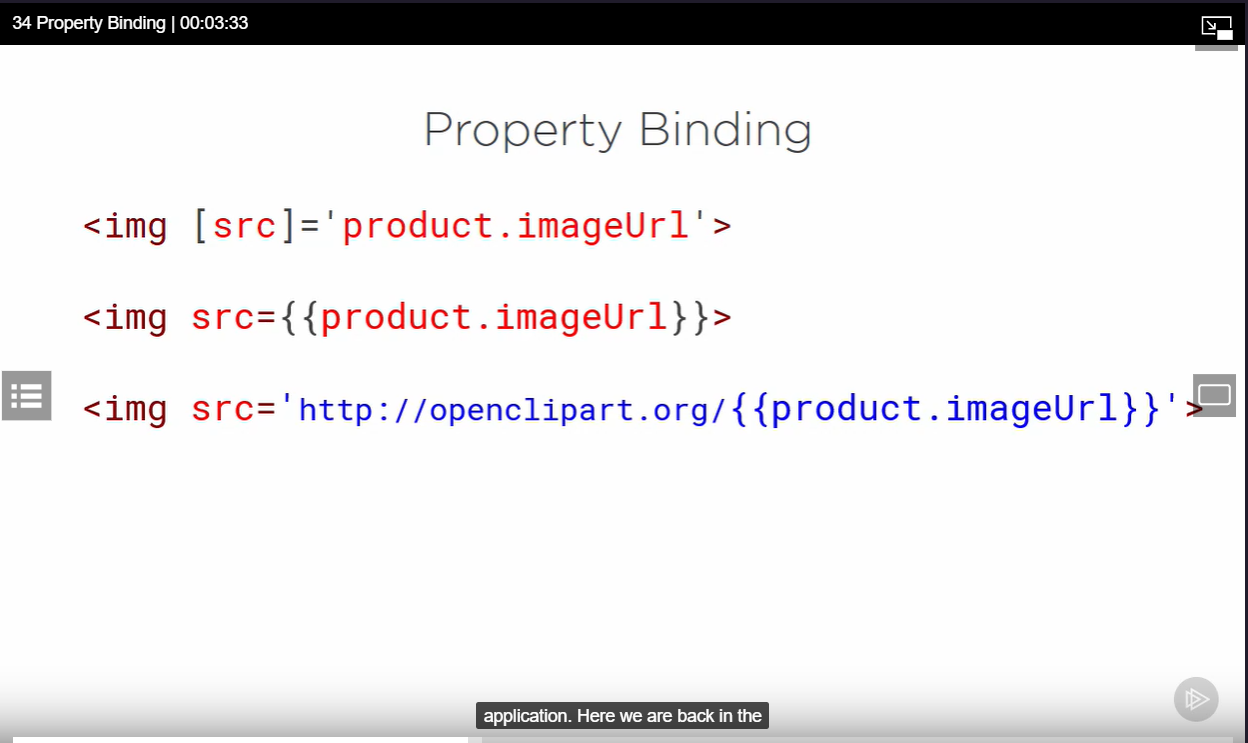 34 Property Binding | 00:03:33
Property Binding
<img [src]='product.imageUrl'>
<img src={{product.imageUrl}}>
<img src='http://openclipart.org/{{product.imageUrl}}'>
application. Here we are back in the